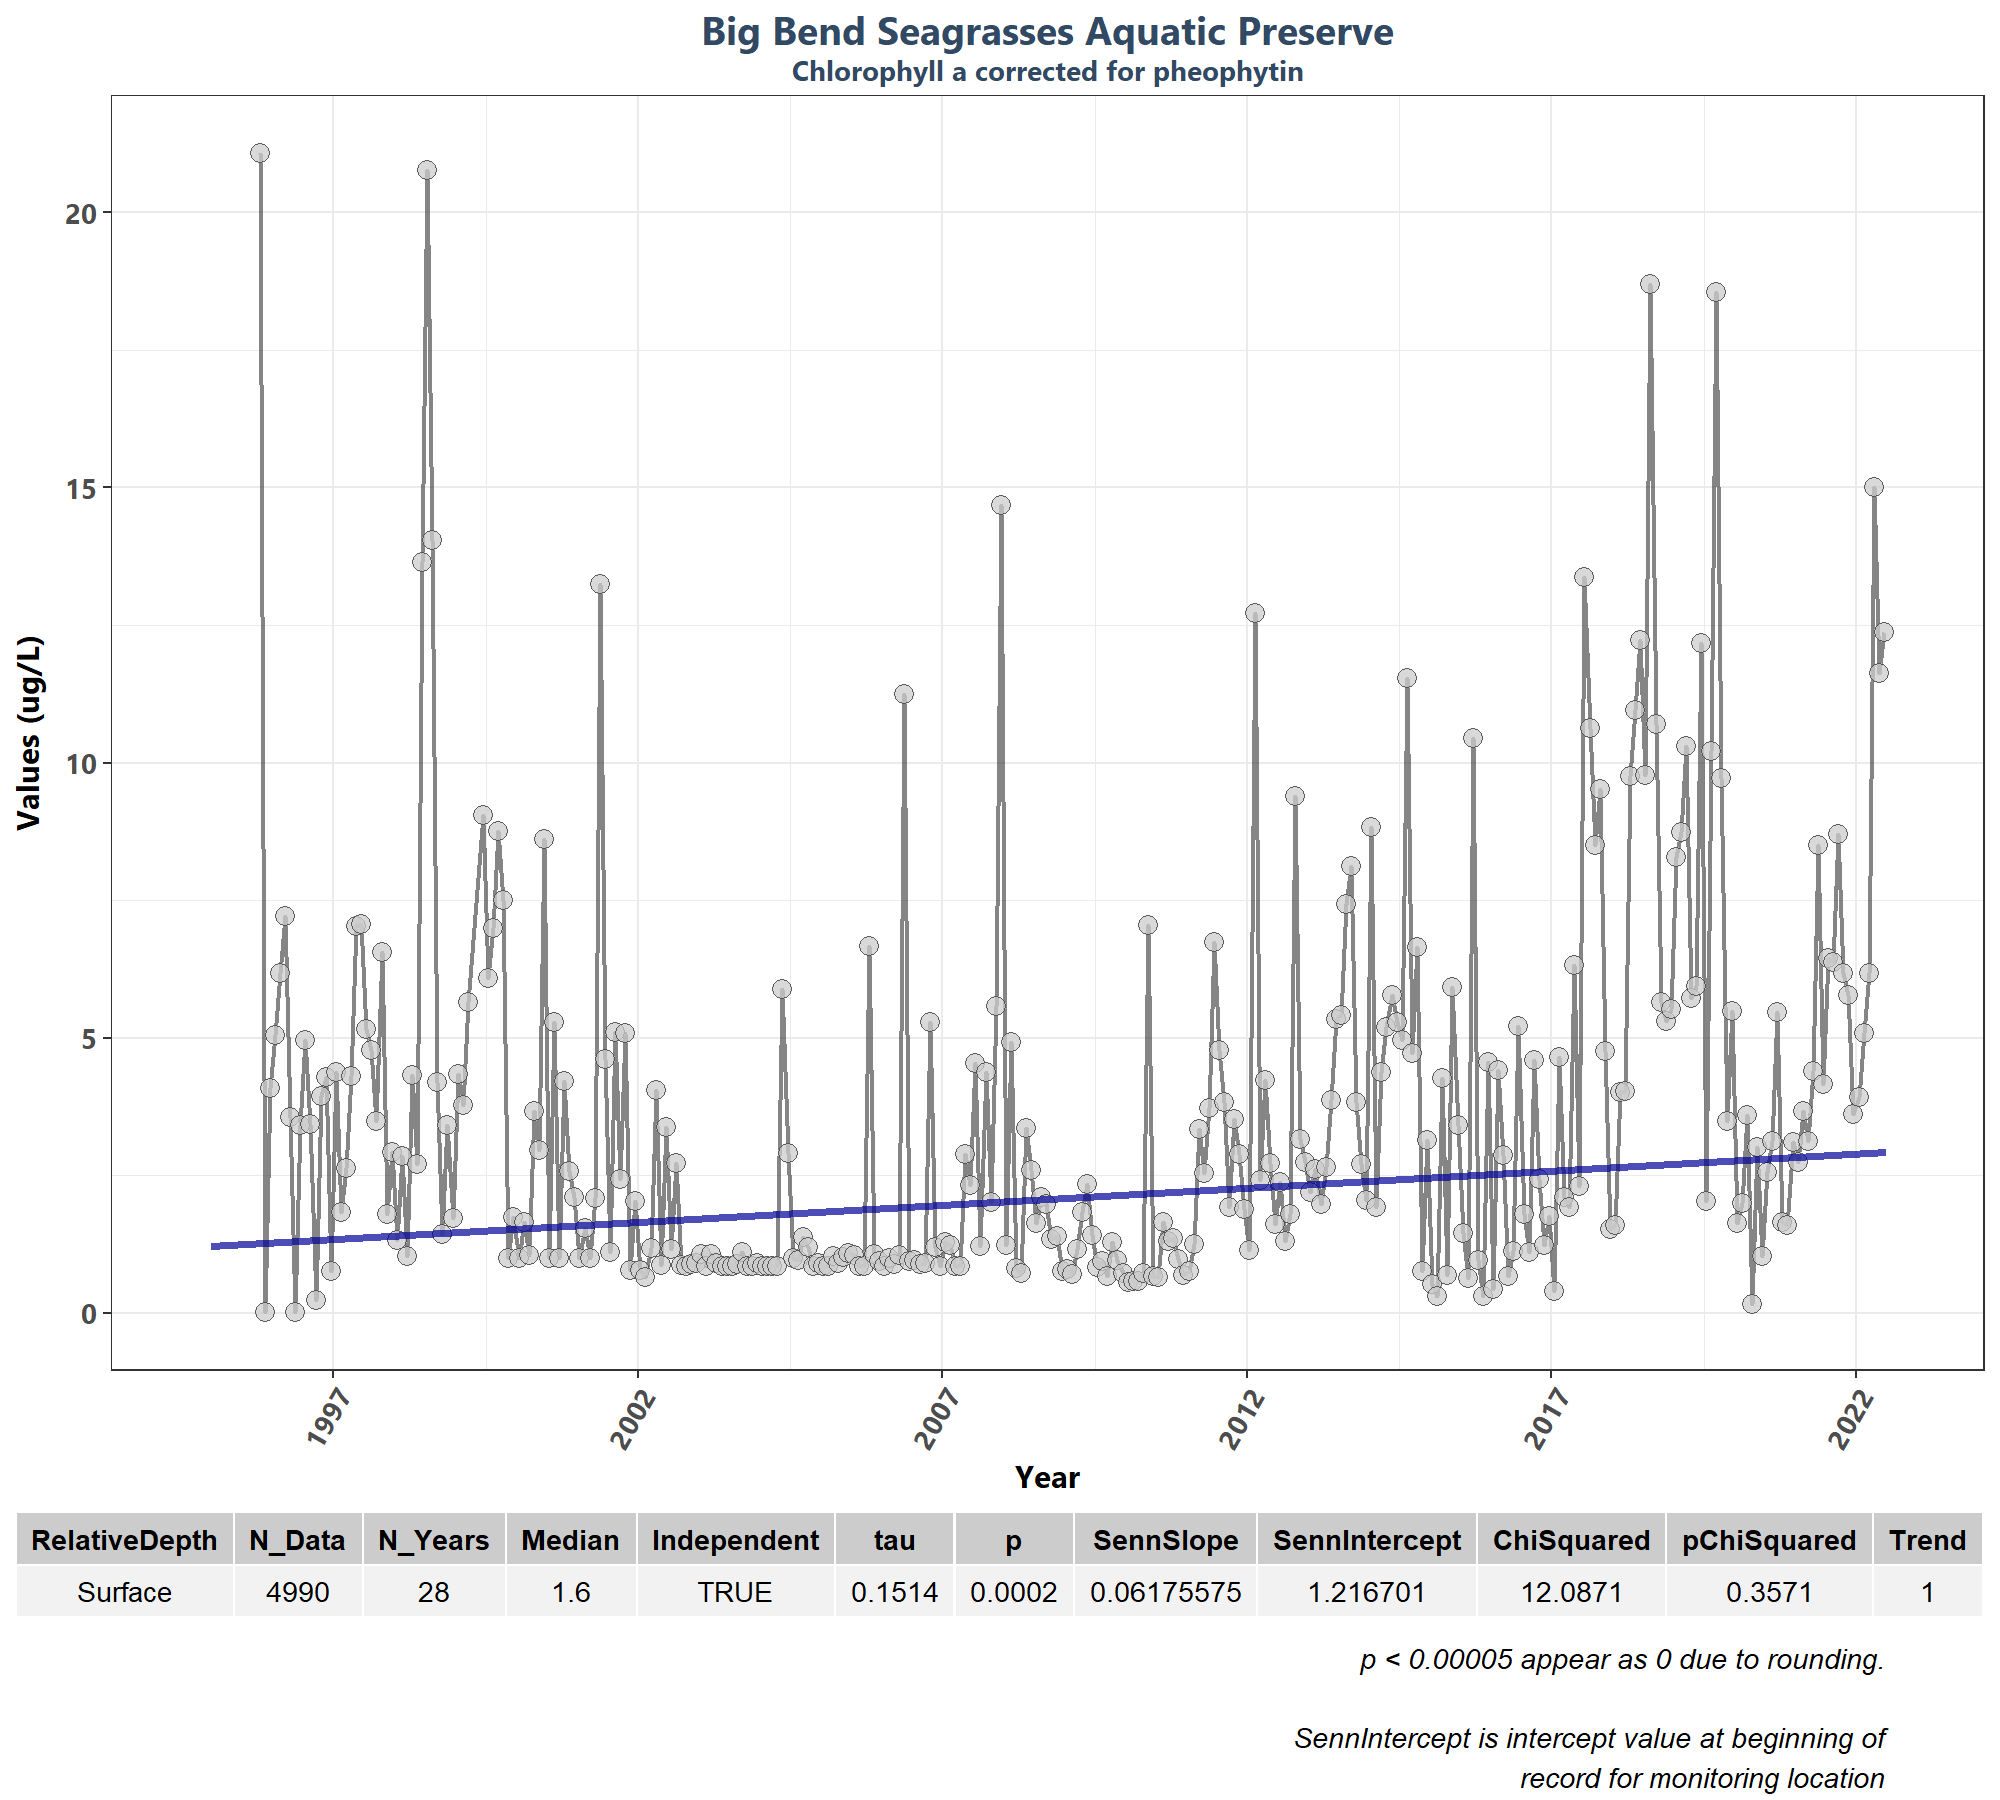 Big Bend Seagrasses Aquatic Preserve
Chlorophyll a corrected for pheophytin
Values (ug/L)
20
15
10
5
0
1997 2002 2007 2012 2017 2022
Year
RelativeDepth N_Data N_Years Median Independent tau p SennSlope SennIntercept ChiSquared pChiSquared Trend
Surface 4990 28 1.6 TRUE 0.1514 0.0002 0.06175575 1.216701 12.0871 0.3571 1
p < 0.00005 appear as 0 due to rounding.
SennIntercept is intercept value at beginning of
record for monitoring location